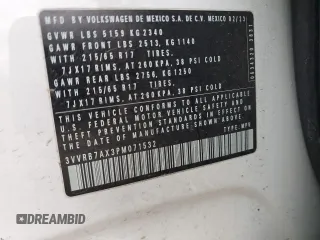 MFD BY VOLKSWAGEN DE MEXICO S.A. DE C.V. MEXICO 02/23
GVWR LBS 5159 KG 2340
GAWR FRONT LBS 2513, KG 1140
WITH 215/65 R17
7JX17 RIMS, AT 260 KPA, 38 PSI COLD
GAWR REAR LBS 2756, KG 1250
WITH 215/65 R17
7JX17 RIMS, AT 260 KPA, 38 PSI COLD
THIS VEHICLE CONFORMS TO ALL APPLICABLE
U.S. FEDERAL MOTOR VEHICLE SAFETY AND
THEFT PREVENTION STANDARDS IN EFFECT ON
THE DATE OF MANUFACTURE SHOWN ABOVE.
3VVRB7AX3PM071532
TYPE: MPV
DREAMBID